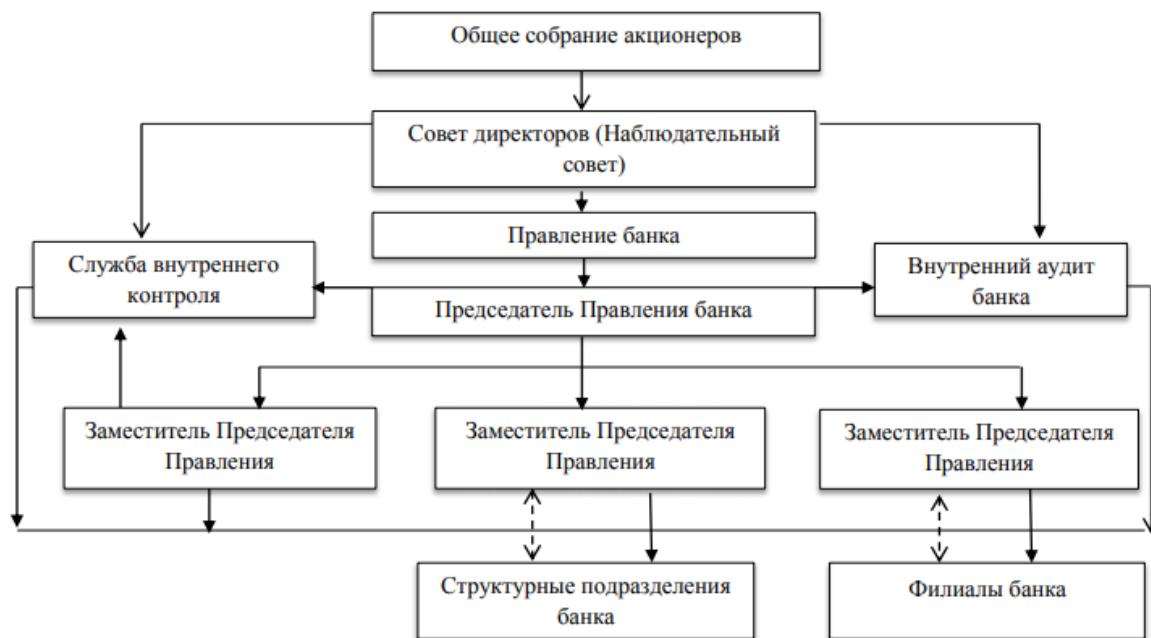 Общее собрание акционеров
Совет директоров (Наблюдательный
совет)
Правление банка
Служба внутреннего
контроля
Внутренний аудит
банка
Председатель Правления банка
Заместитель Председателя
Правления
Заместитель Председателя
Правления
Заместитель Председателя
Правления
Структурные подразделения
банка
Филиалы банка